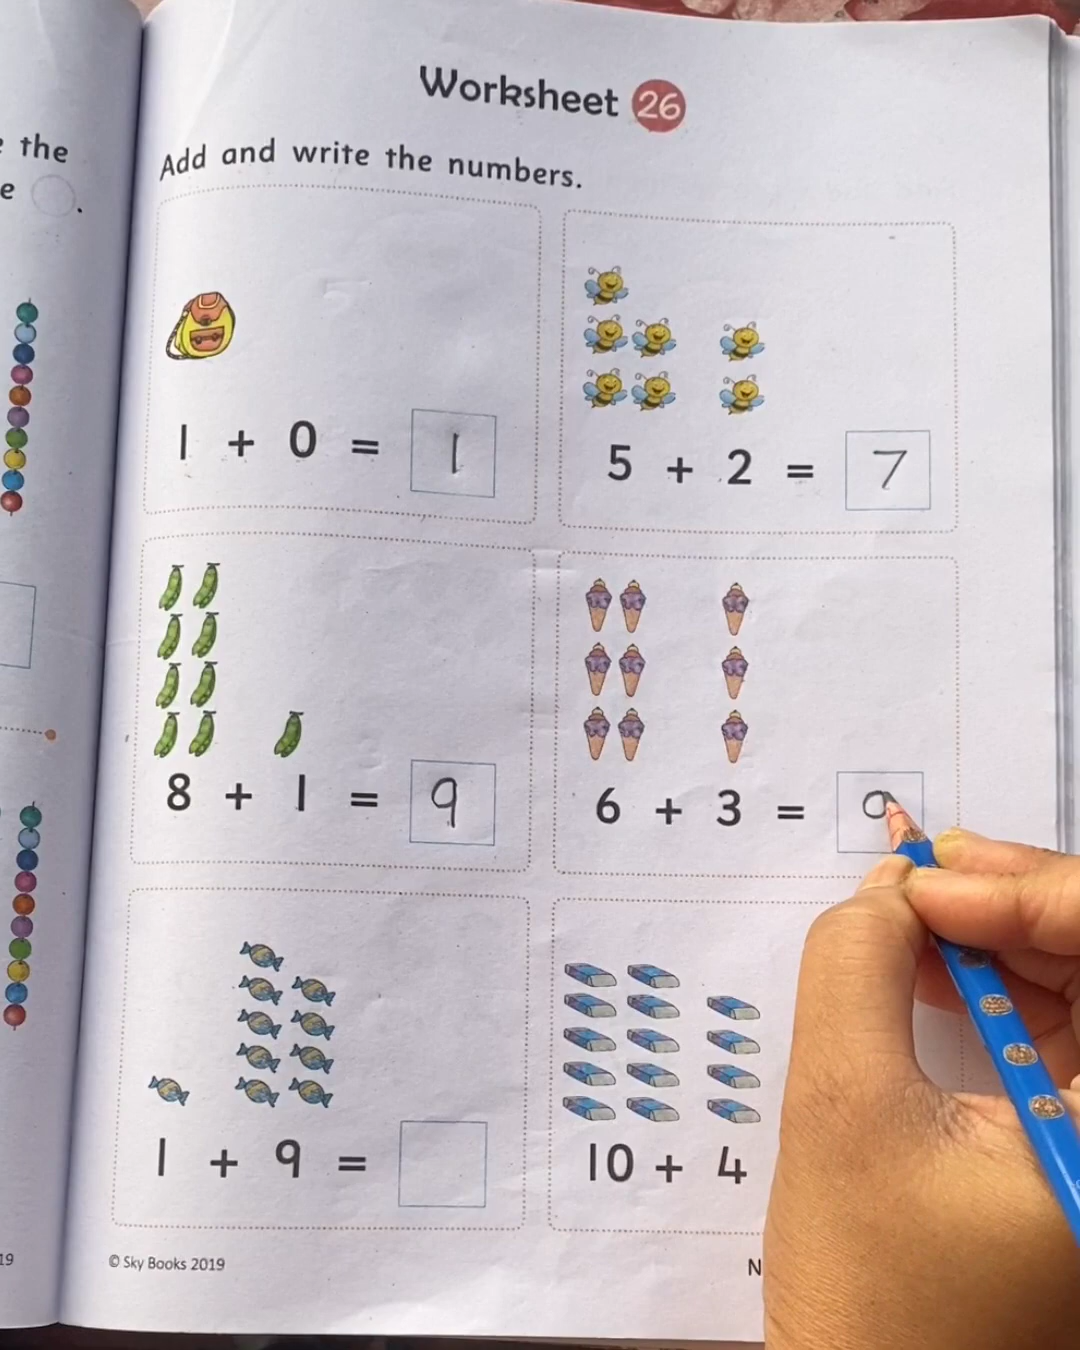 Worksheet 26
the
Add and write the numbers.
e .
1 + 0 = 1
5 + 2 = 7
8 + 1 = 9
6 + 3 =
1 + 9 =
10 + 4
19
© Sky Books 2019
N